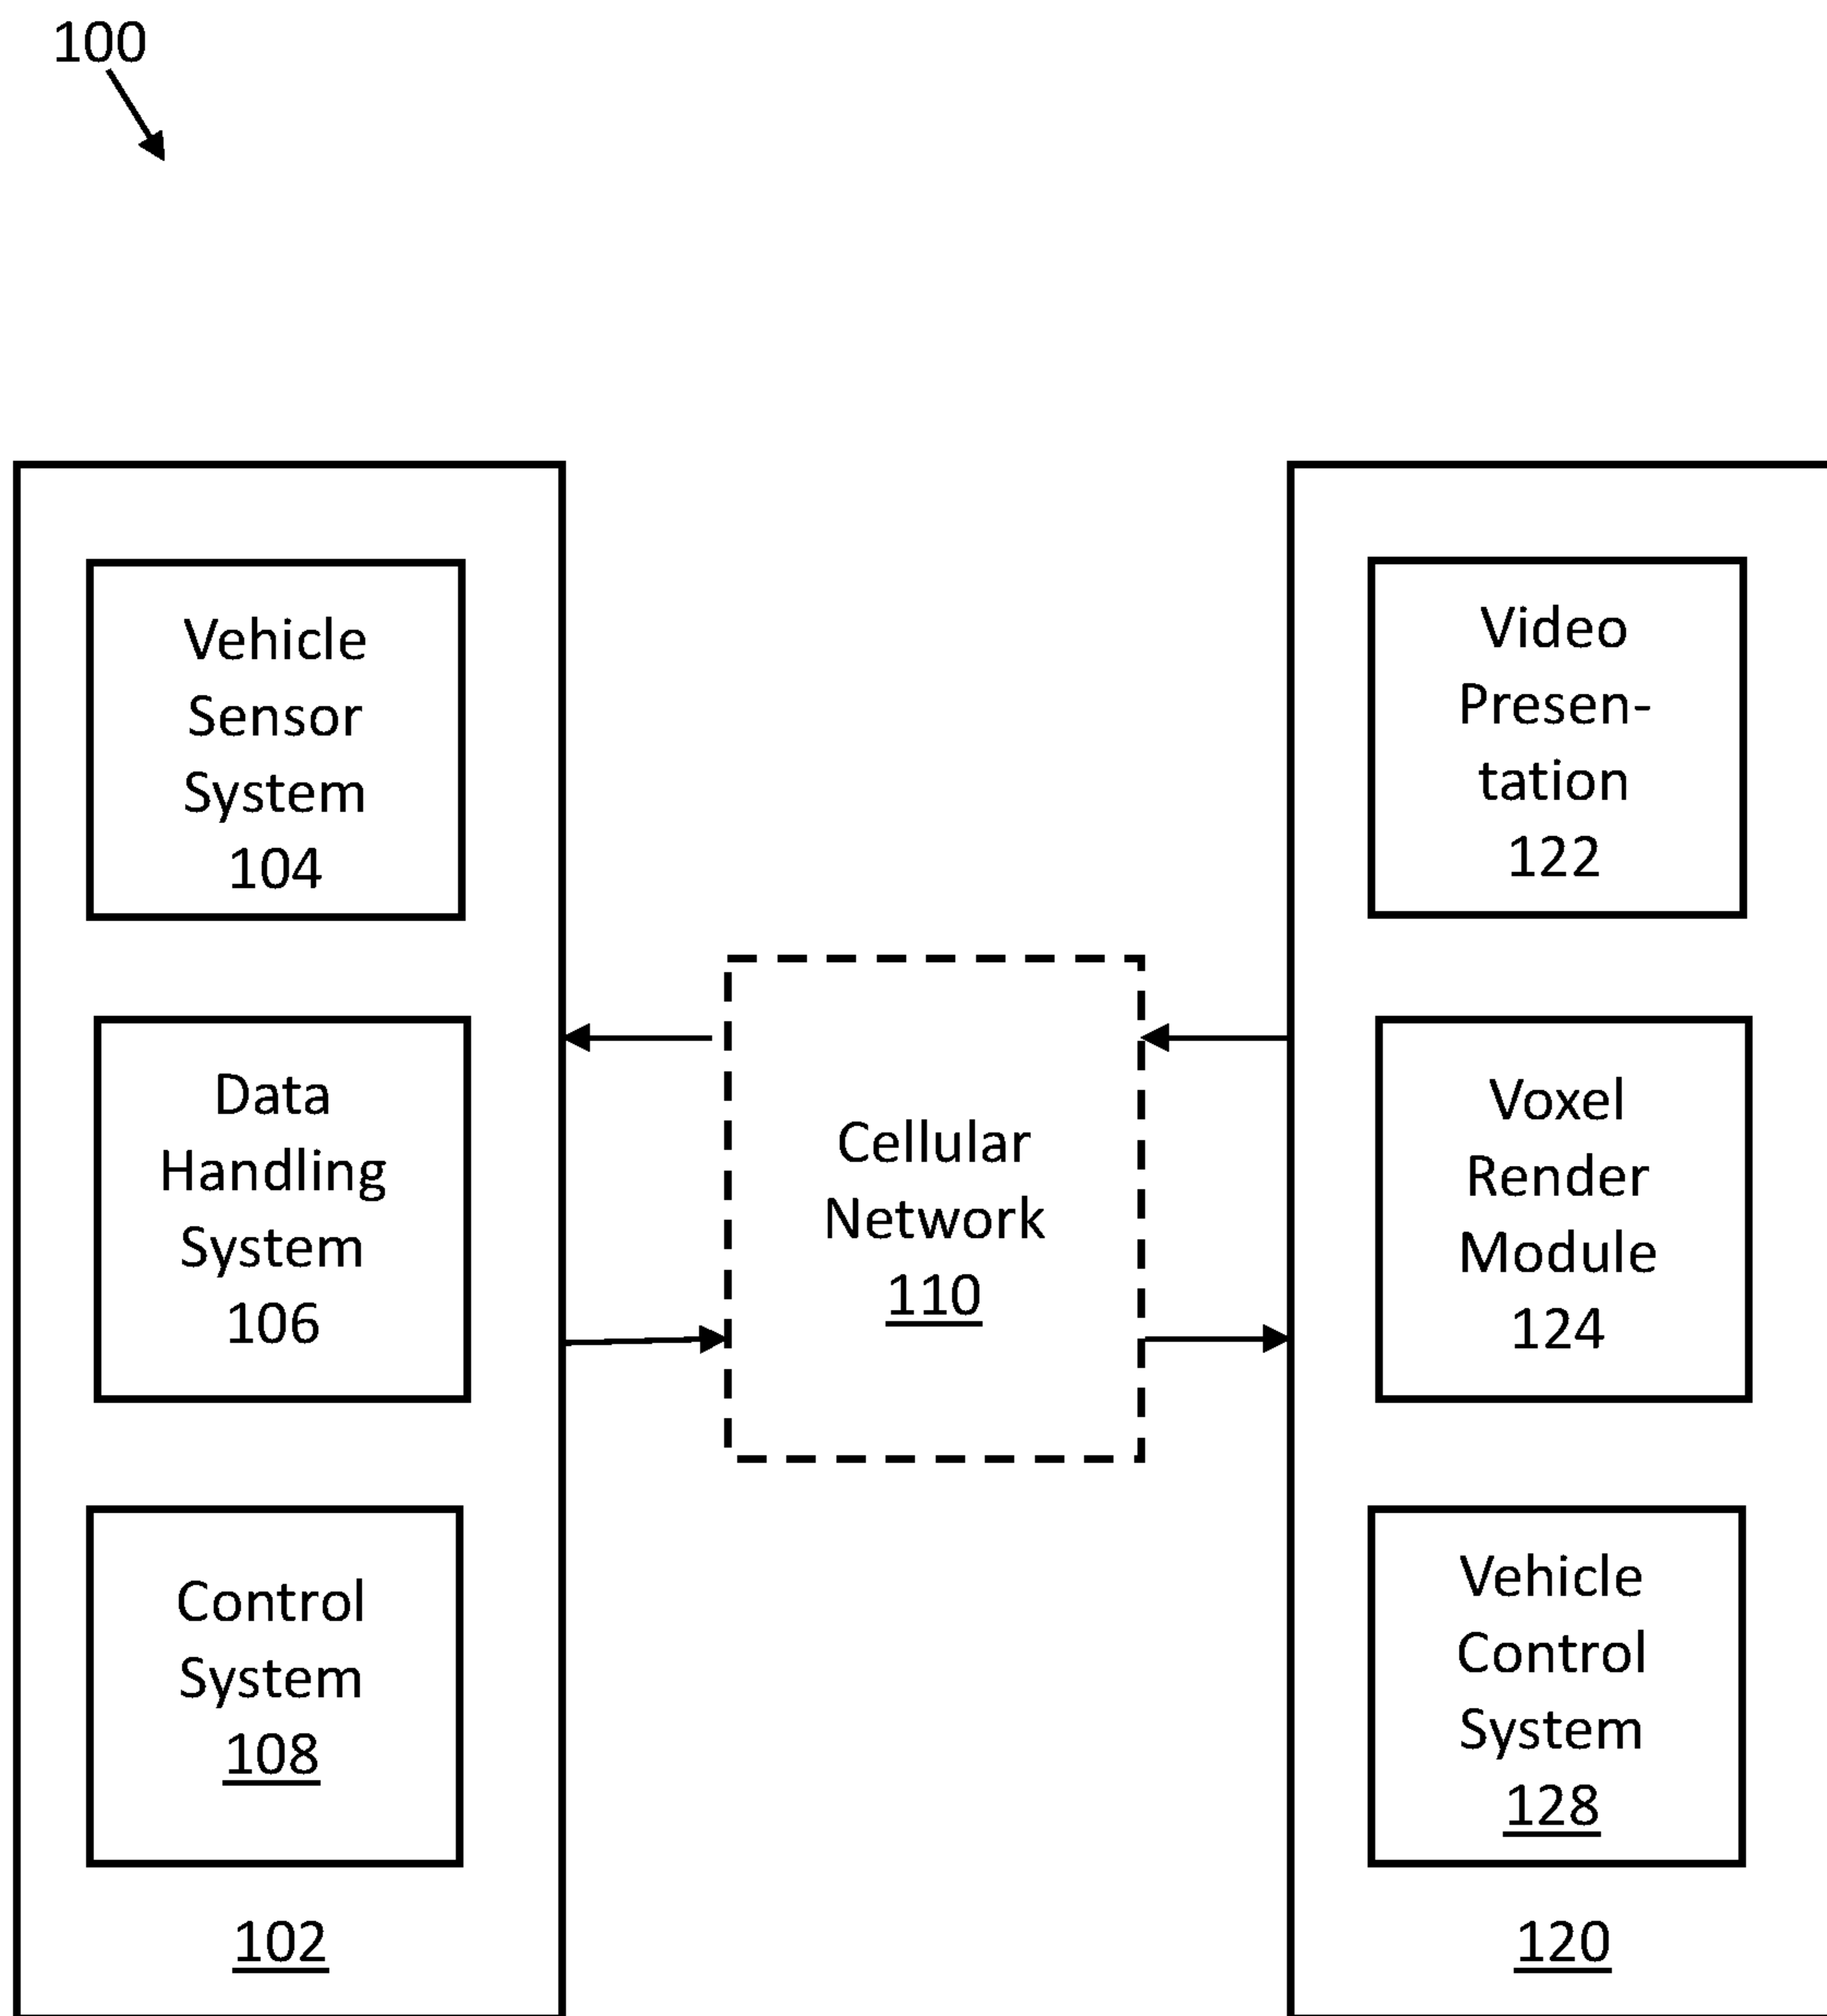 100
Vehicle
Sensor
System
104
Data
Handling
System
106
Control
System
108
102
Cellular
Network
110
Video
Presen-
tation
122
Voxel
Render
Module
124
Vehicle
Control
System
128
120